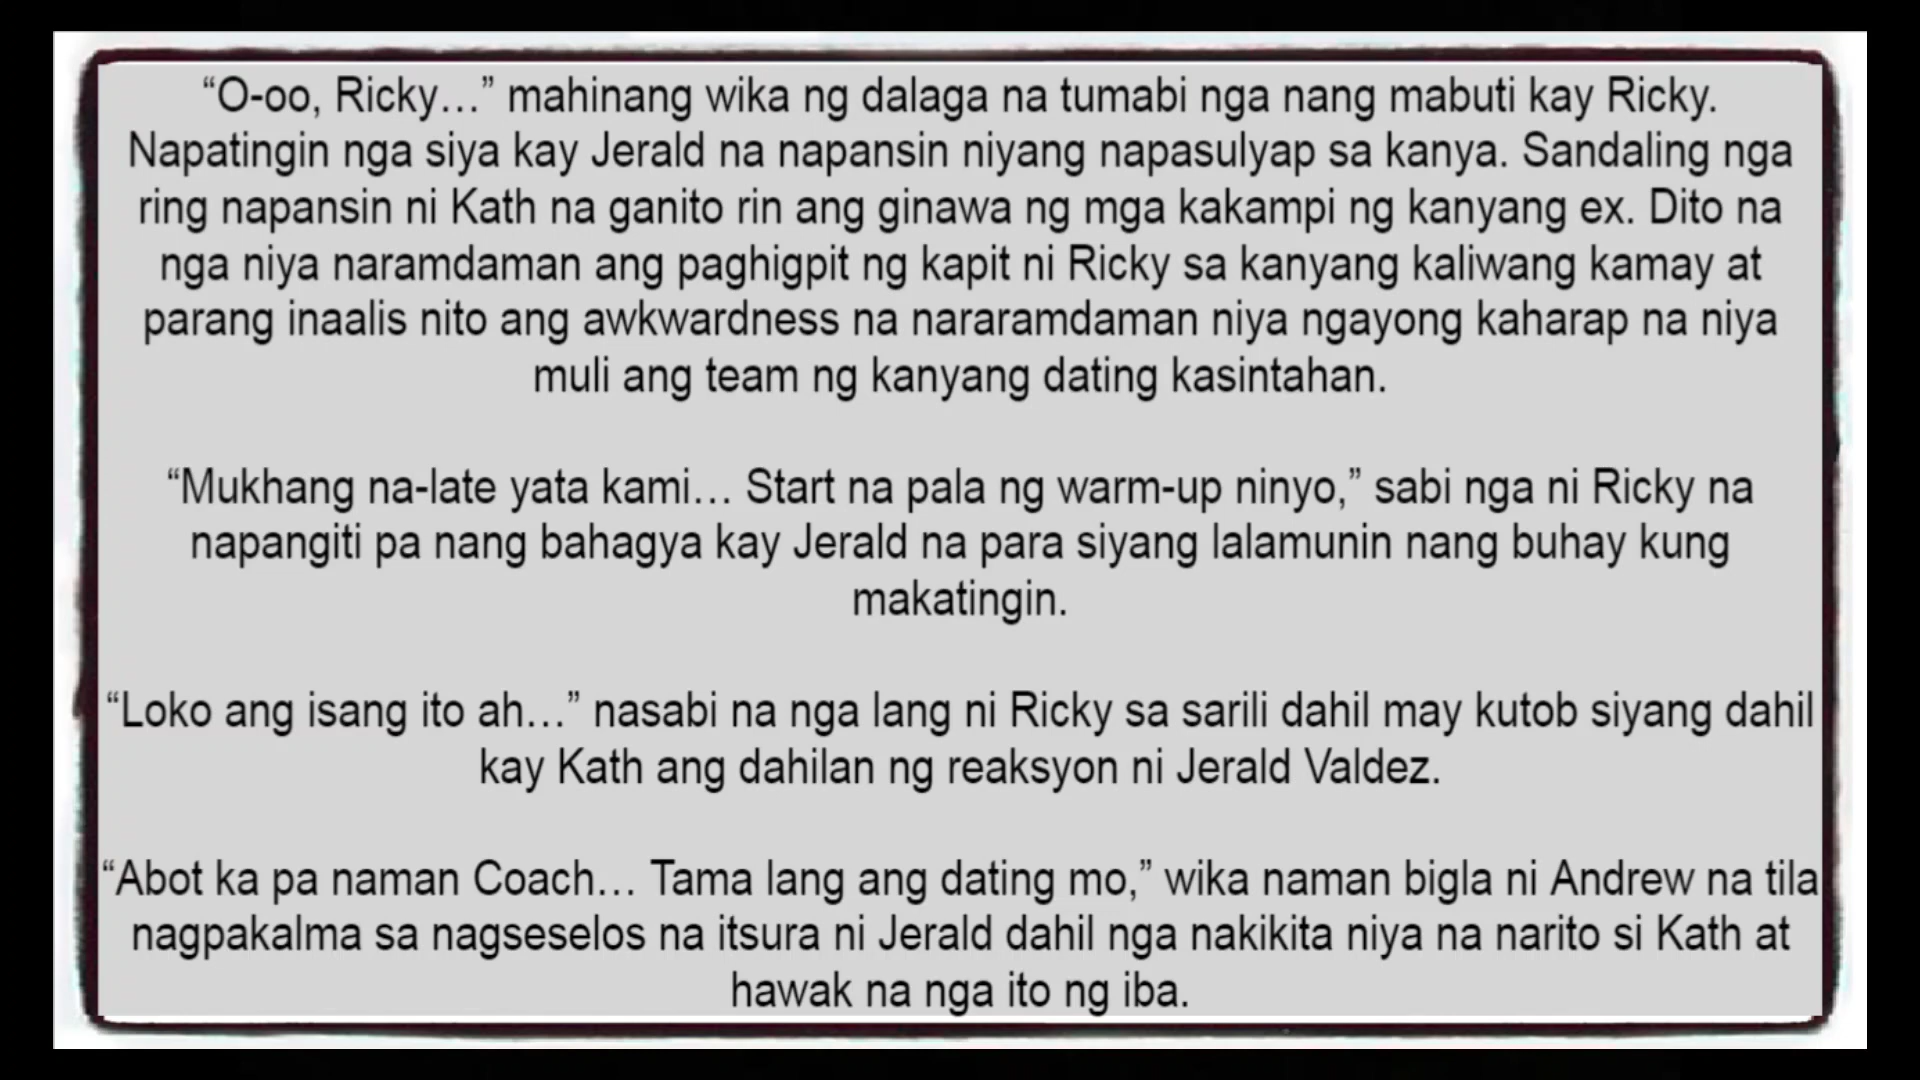 “O-oo, Ricky…” mahinang wika ng dalaga na tumabi nga nang mabuti kay Ricky.
Napatingin nga siya kay Jerald na napansin niyang napasulyap sa kanya. Sandaling nga
ring napansin ni Kath na ganito rin ang ginawa ng mga kakampi ng kanyang ex. Dito na
nga niya naramdaman ang paghigpit ng kapit ni Ricky sa kanyang kaliwang kamay at
parang inaalis nito ang awkwardness na nararamdaman niya ngayong kaharap na niya
muli ang team ng kanyang dating kasintahan.
“Mukhang na-late yata kami… Start na pala ng warm-up ninyo,” sabi nga ni Ricky na
napangiti pa nang bahagya kay Jerald na para siyang lalamunin nang buhay kung
makatingin.
“Loko ang isang ito ah…” nasabi na nga lang ni Ricky sa sarili dahil may kutob siyang dahil
kay Kath ang dahilan ng reaksyon ni Jerald Valdez.
“Abot ka pa naman Coach… Tama lang ang dating mo,” wika naman bigla ni Andrew na tila
nagpakalma sa nagseselos na itsura ni Jerald dahil nga nakikita niya na narito si Kath at
hawak na nga ito ng iba.